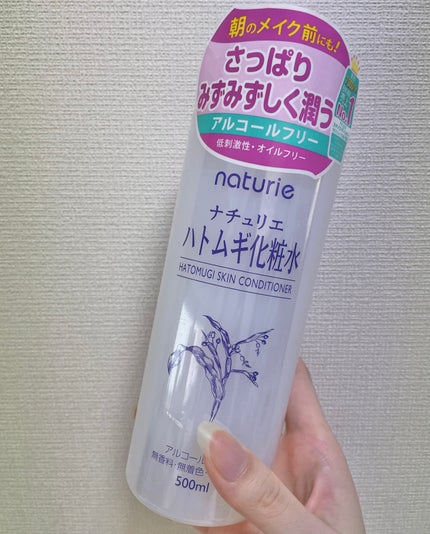 朝のメイク前にも!
さっぱり
みずみずしく潤う
アルコールフリー
低刺激性・オイルフリー
No.1
naturie
ナチュリエ
ハトムギ化粧水
HATOMUGI SKIN CONDITIONER
アルコール
無香料・無着色・
500ml